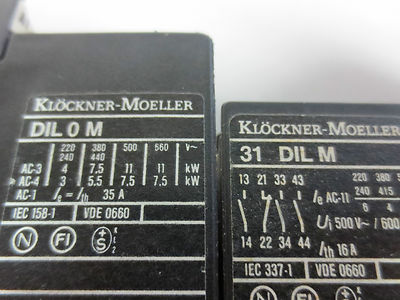 KLÖCKNER-MOELLER
DIL 0 M
220 380 500 660 V~
240 440
AC-3 4 7.5 11 11 kW
AC-4 3 5.5 7.5 7.5 kW
AC-1 Ie = Ith 35 A
IEC 158-1 VDE 0660
N FI +S
KLÖCKNER-MOELLER
31 DIL M
13 21 33 43
14 22 34 44
Ie AC-11
220 380
240 415
6 4
Ui 500 V~ / 600
Ith 16 A
IEC 337-1 VDE 0660
N FI +S